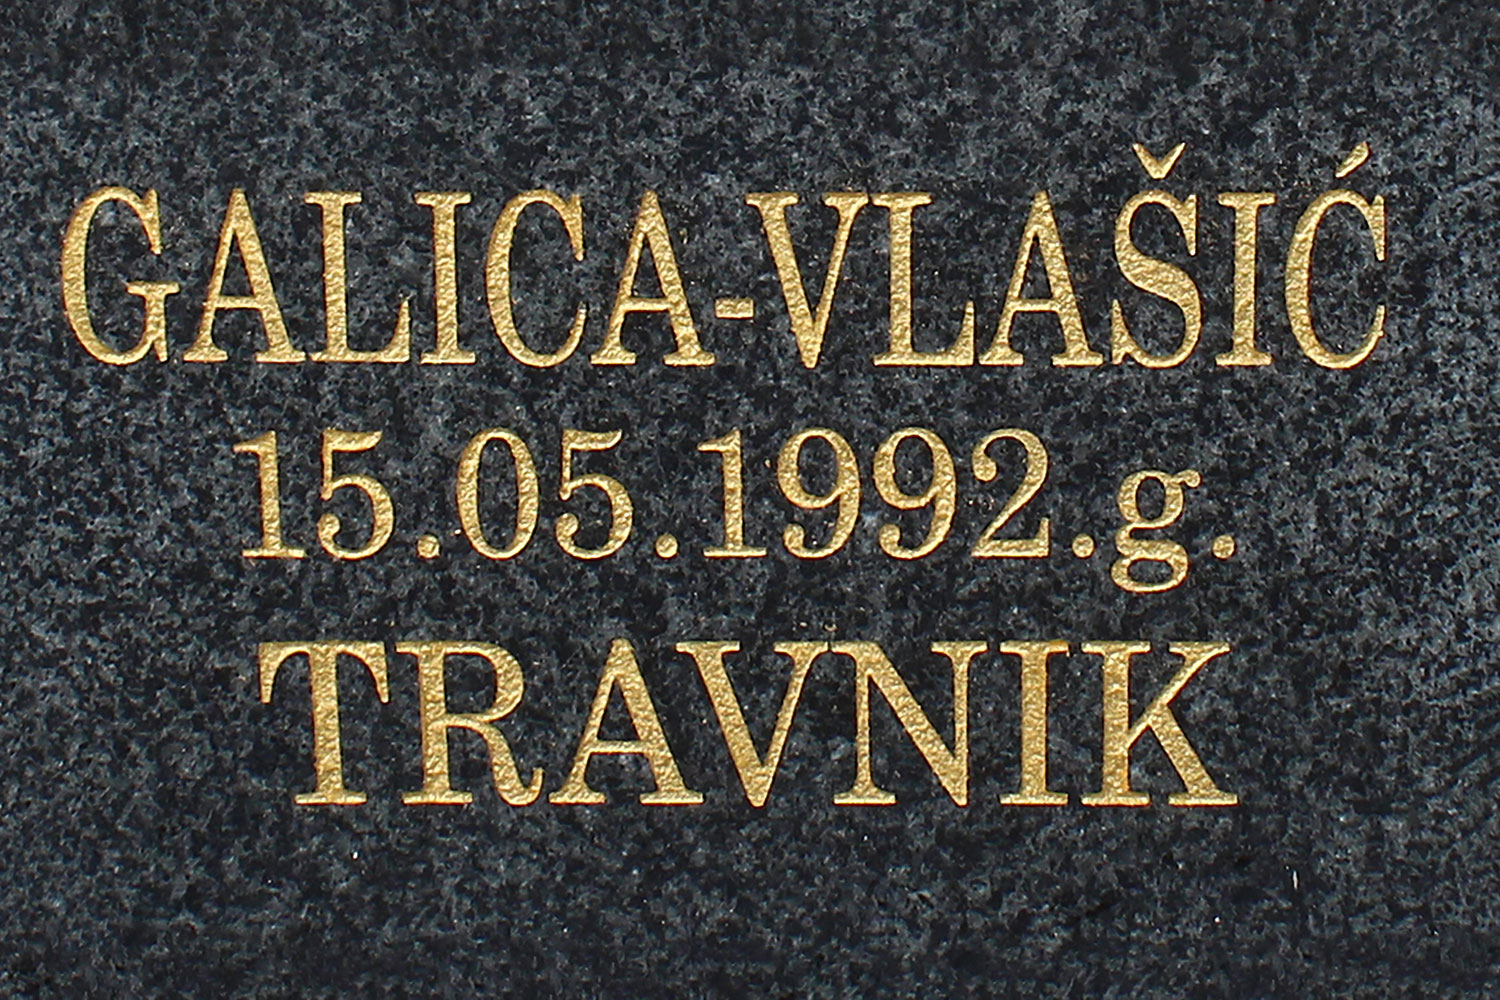 GALICA-VLAŠIĆ
15.05.1992.g.
TRAVNIK